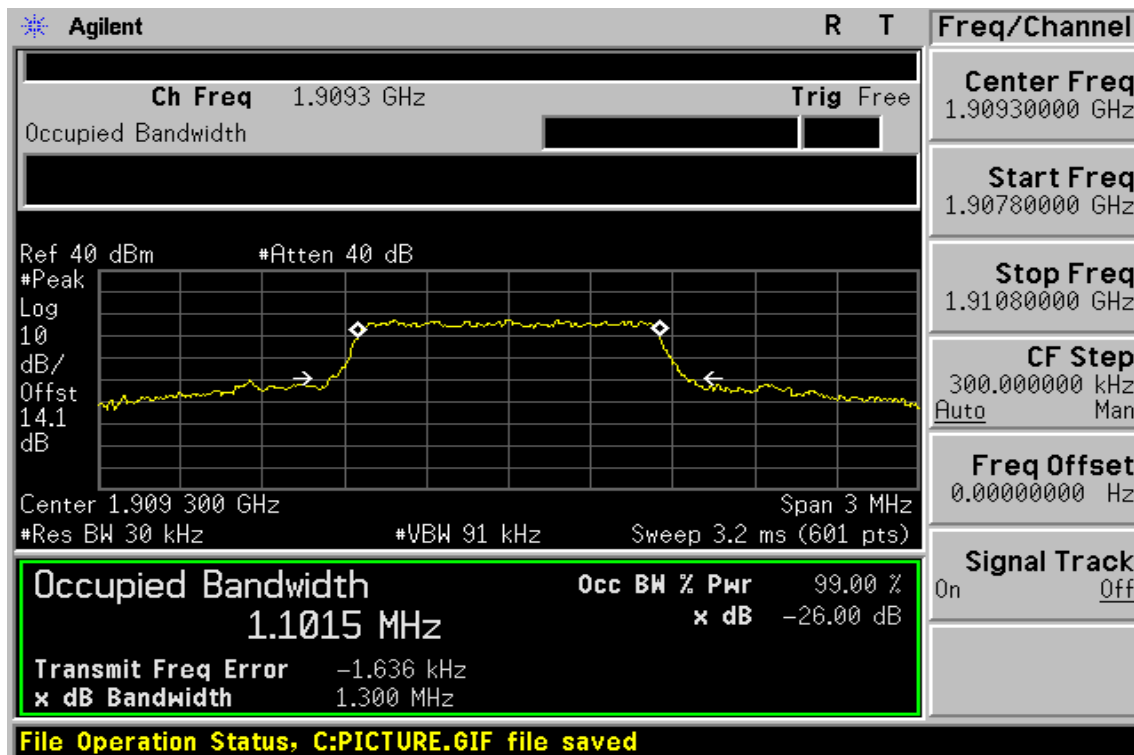 Agilent R T
Ch Freq 1.9093 GHz Trig Free
Occupied Bandwidth
Ref 40 dBm #Atten 40 dB
#Peak
Log
10
dB/
Offst
14.1
dB
Center 1.909 300 GHz Span 3 MHz
#Res BW 30 kHz #VBW 91 kHz Sweep 3.2 ms (601 pts)
Occupied Bandwidth
1.1015 MHz
Occ BW % Pwr 99.00 %
x dB -26.00 dB
Transmit Freq Error -1.636 kHz
x dB Bandwidth 1.300 MHz
File Operation Status, C:PICTURE.GIF file saved
Freq/Channel
Center Freq
1.90930000 GHz
Start Freq
1.90780000 GHz
Stop Freq
1.91080000 GHz
CF Step
300.000000 kHz
Auto Man
Freq Offset
0.00000000 Hz
Signal Track
On Off